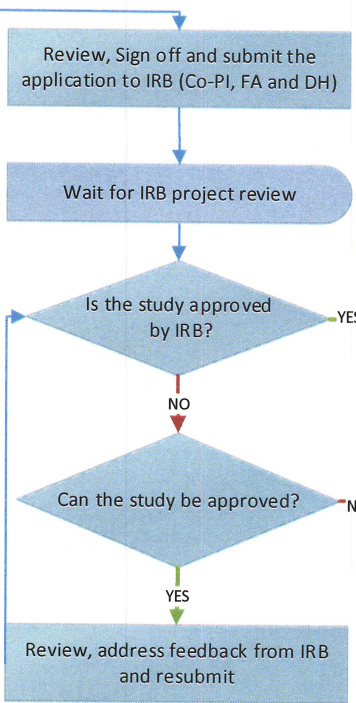 Review, Sign off and submit the
application to IRB (Co-PI, FA and DH)
Wait for IRB project review
Is the study approved
by IRB?
YES
NO
Can the study be approved?
N
YES
Review, address feedback from IRB
and resubmit